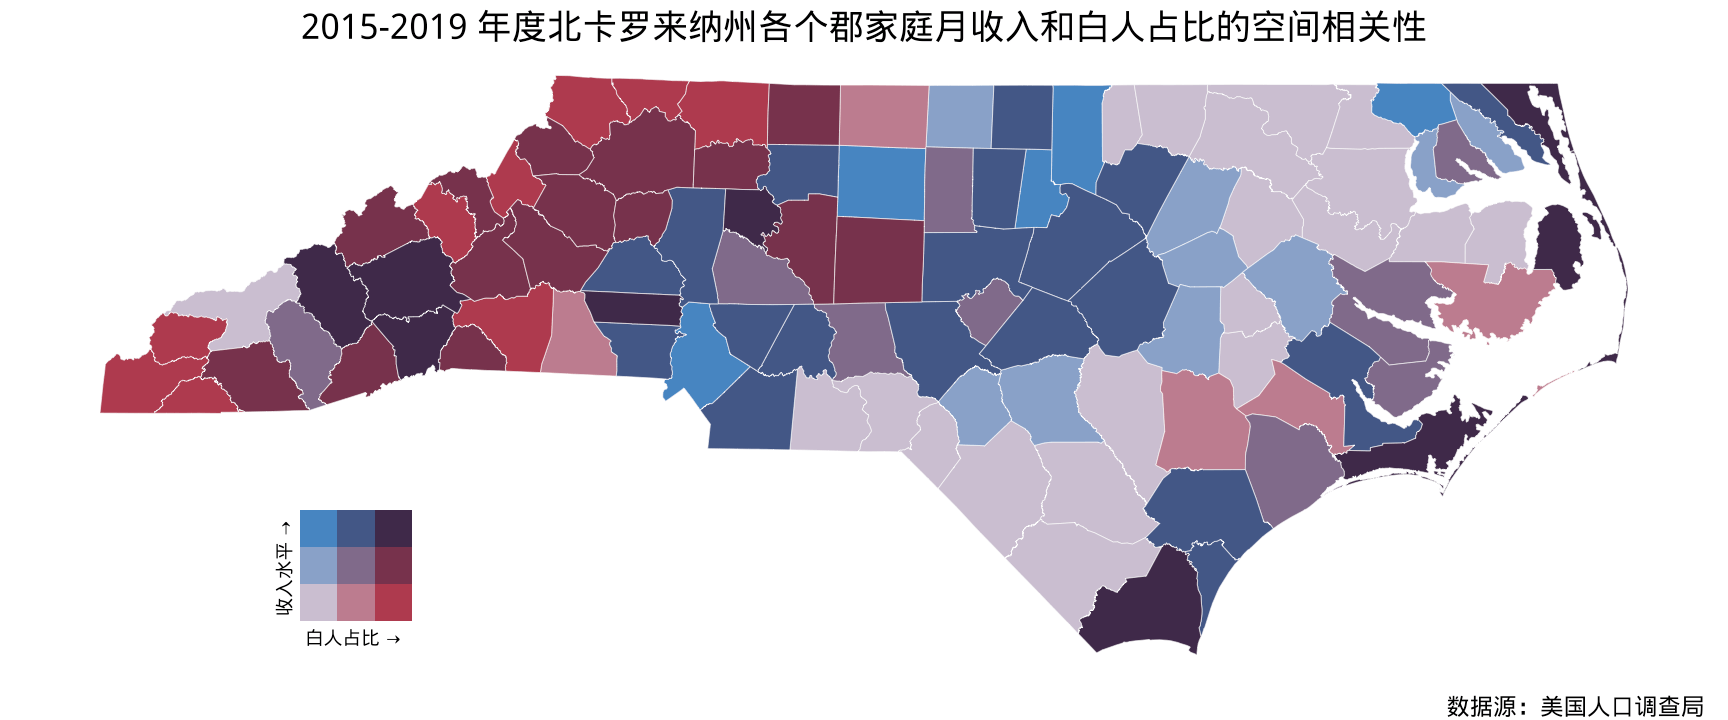 2015-2019 年度北卡罗来纳州各个郡家庭月收入和白人占比的空间相关性
收入水平 →
白人占比 →
数据源：美国人口调查局